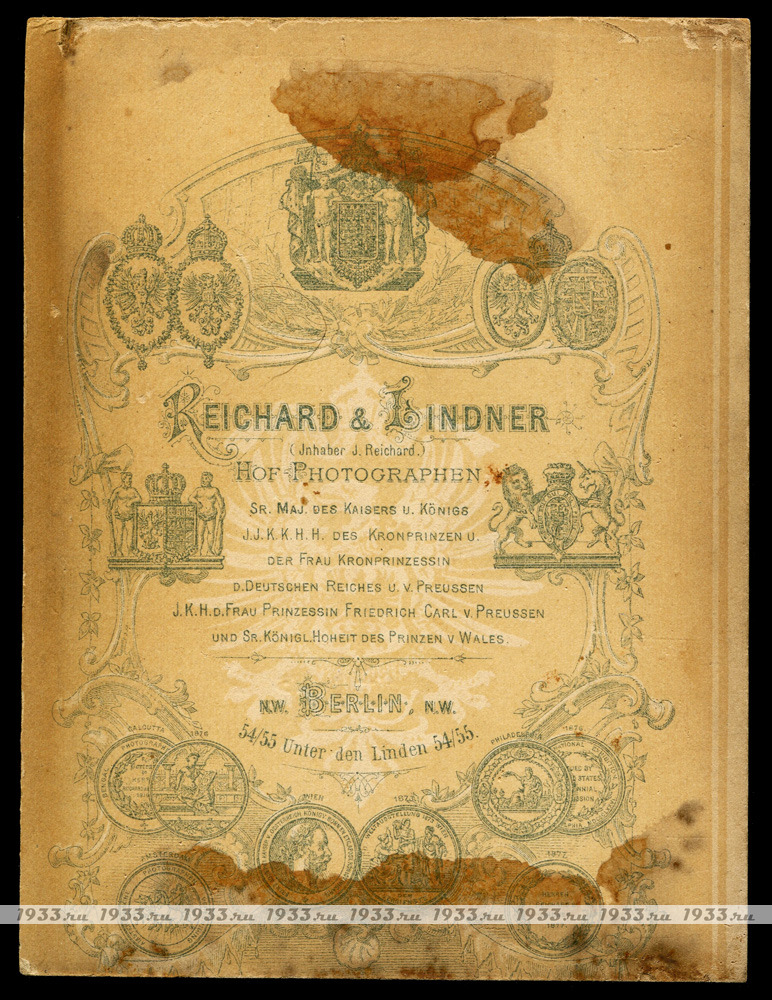 REICHARD & LINDNER
(Jnhaber J. Reichard.)
HOF-PHOTOGRAPHEN,
SR. MAJ. DES KAISERS U. KÖNIGS
J.J.K.K.H.H. DES KRONPRINZEN U.
DER FRAU KRONPRINZESSIN
D. DEUTSCHEN REICHES U. V. PREUSSEN
J.K.H.D. FRAU PRINZESSIN FRIEDRICH CARL V. PREUSSEN
UND SR. KÖNIGL. HOHEIT DES PRINZEN V WALES.
N.W. BERLIN, N.W.
54/55 Unter den Linden 54/55.
CALCUTTA 1876
PHILADELPHIA 1876
WIEN 1873
AMSTERDAM
1877
1933.ru 1933.ru 1933.ru 1933.ru 1933.ru 1933.ru 1933.ru 1933.ru 1933.ru